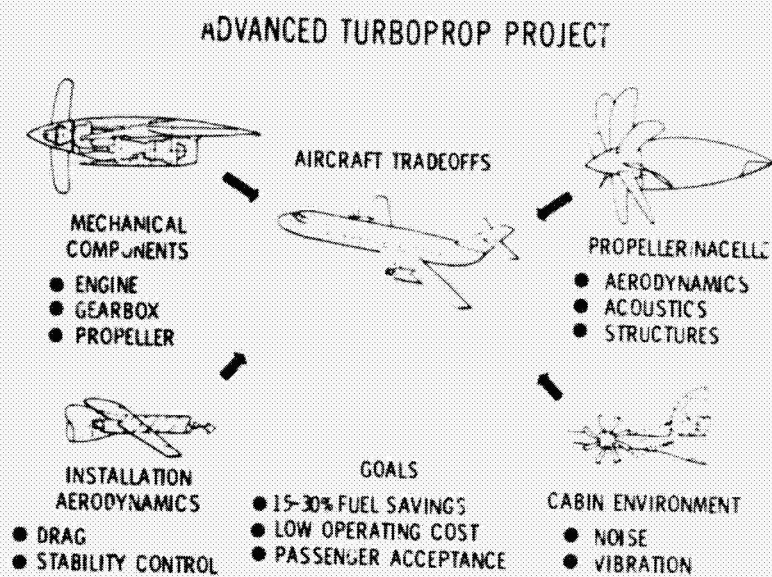 ADVANCED TURBOPROP PROJECT
AIRCRAFT TRADEOFFS
MECHANICAL
COMPONENTS
● ENGINE
● GEARBOX
● PROPELLER
PROPELLER/NACELLE
● AERODYNAMICS
● ACOUSTICS
● STRUCTURES
INSTALLATION
AERODYNAMICS
● DRAG
● STABILITY CONTROL
GOALS
● 15-30% FUEL SAVINGS
● LOW OPERATING COST
● PASSENGER ACCEPTANCE
CABIN ENVIRONMENT
● NOISE
● VIBRATION